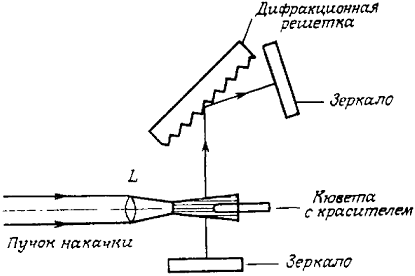 Дифракционная
решетка
Зеркало
L
Кювета
с красителем
Пучок накачки
Зеркало